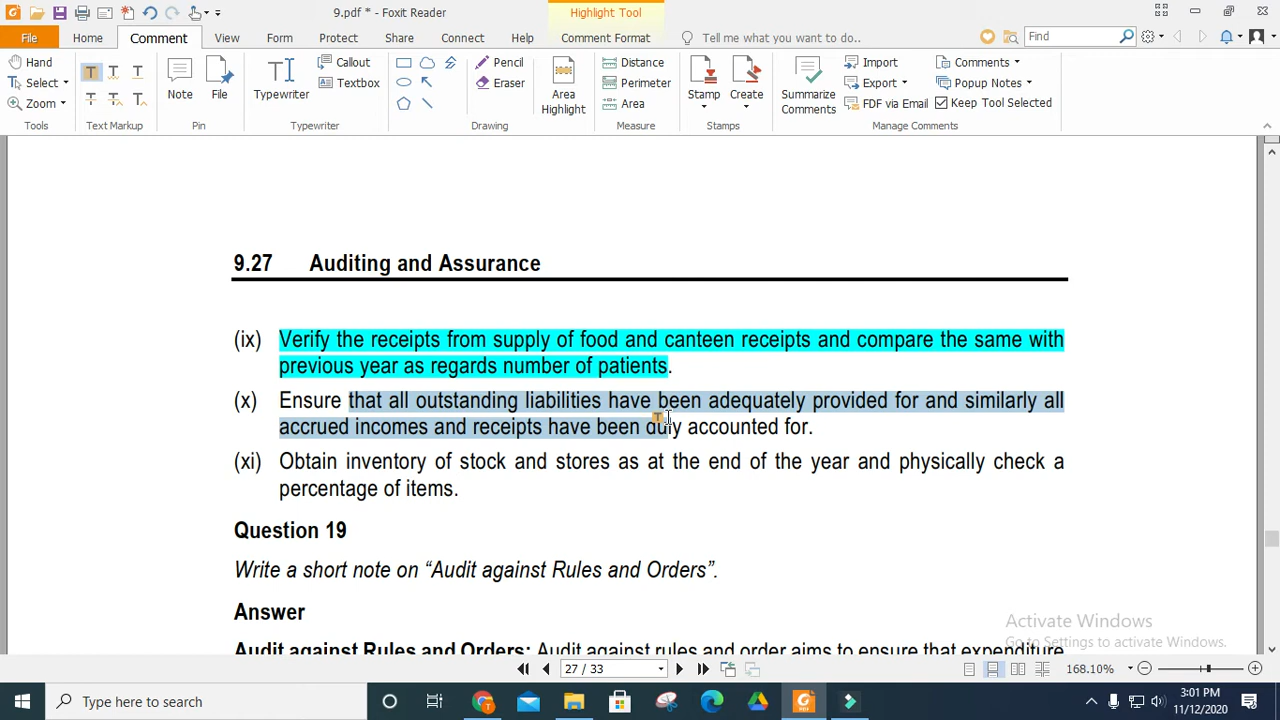 9.pdf * - Foxit Reader
Highlight Tool
File
Home
Comment
View
Form
Protect
Share
Connect
Help
Comment Format
Tell me what you want to do..
Find
Hand
Select
Zoom
Tools
Text Markup
Note
File
Pin
Typewriter
Callout
Textbox
Typewriter
Pencil
Eraser
Drawing
Area
Highlight
Distance
Perimeter
Area
Measure
Stamp
Create
Stamps
Summarize
Comments
Import
Export
FDF via Email
Comments
Popup Notes
Keep Tool Selected
Manage Comments
9.27 Auditing and Assurance
(ix) Verify the receipts from supply of food and canteen receipts and compare the same with
previous year as regards number of patients.
(x) Ensure that all outstanding liabilities have been adequately provided for and similarly all
accrued incomes and receipts have been duly accounted for.
(xi) Obtain inventory of stock and stores as at the end of the year and physically check a
percentage of items.
Question 19
Write a short note on “Audit against Rules and Orders”.
Answer
Audit against Rules and Orders: Audit against rules and order aims to ensure that expenditure
Activate Windows
Go to Settings to activate Windows.
27 / 33
168.10%
Type here to search
3:01 PM
11/12/2020